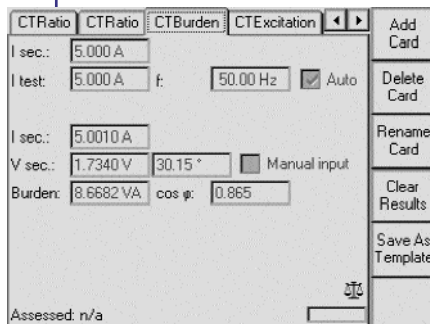 CTRatio CTRatio CTBurden CTExcitation
I sec.: 5.000 A
I test: 5.000 A f: 50.00 Hz Auto
I sec.: 5.0010 A
V sec.: 1.7340 V 30.15 ° Manual input
Burden: 8.6682 VA cos φ: 0.865
Assessed: n/a
Add
Card
Delete
Card
Rename
Card
Clear
Results
Save As
Template